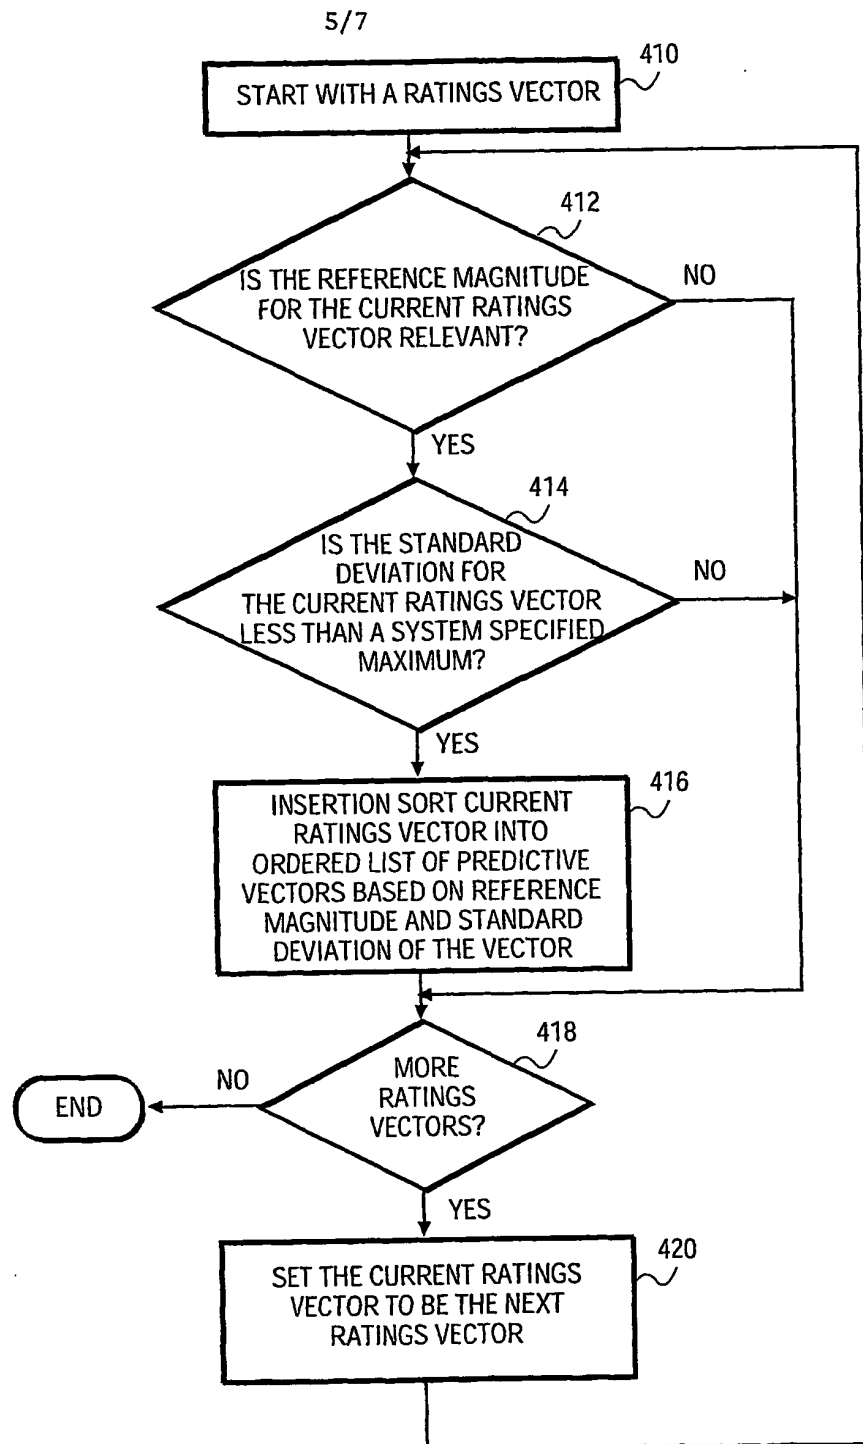 5/7
410
START WITH A RATINGS VECTOR
412
IS THE REFERENCE MAGNITUDE
FOR THE CURRENT RATINGS
VECTOR RELEVANT?
NO
YES
414
IS THE STANDARD
DEVIATION FOR
THE CURRENT RATINGS VECTOR
LESS THAN A SYSTEM SPECIFIED
MAXIMUM?
NO
YES
416
INSERTION SORT CURRENT
RATINGS VECTOR INTO
ORDERED LIST OF PREDICTIVE
VECTORS BASED ON REFERENCE
MAGNITUDE AND STANDARD
DEVIATION OF THE VECTOR
418
MORE
RATINGS
VECTORS?
NO
END
YES
420
SET THE CURRENT RATINGS
VECTOR TO BE THE NEXT
RATINGS VECTOR